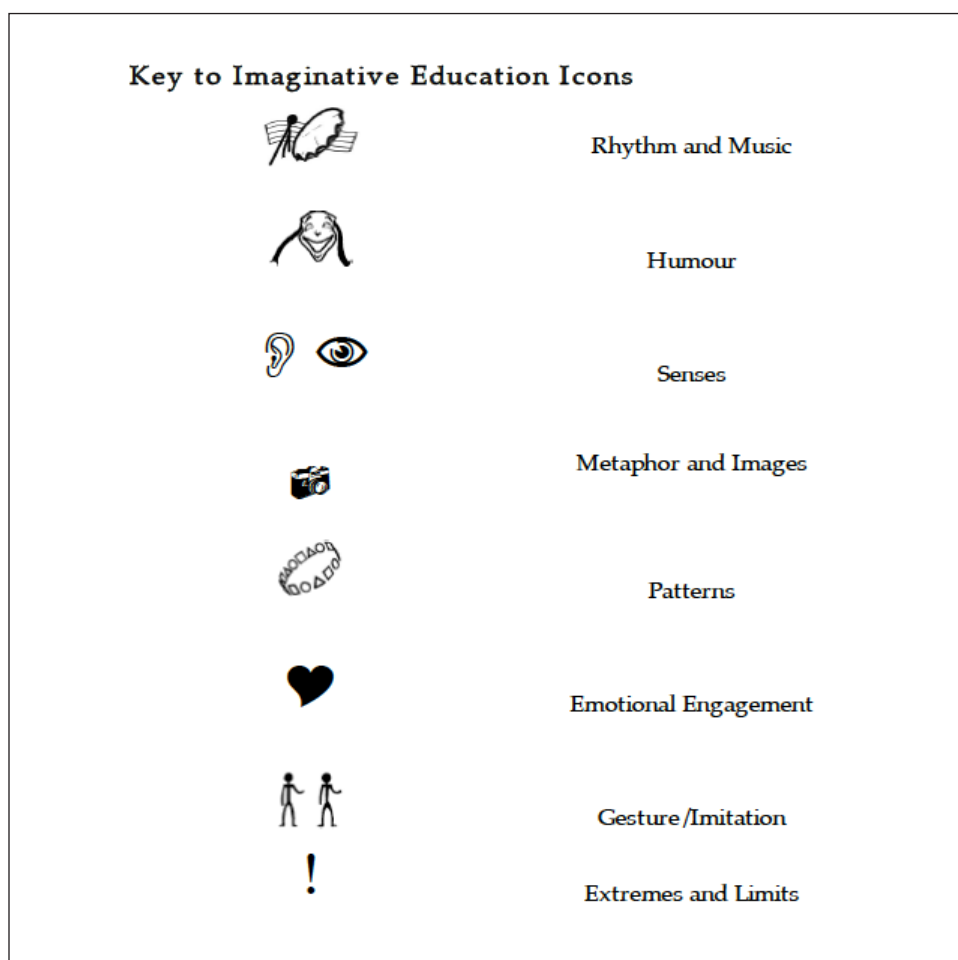 Key to Imaginative Education Icons
Rhythm and Music
Humour
Senses
Metaphor and Images
Patterns
Emotional Engagement
Gesture/Imitation
!
Extremes and Limits